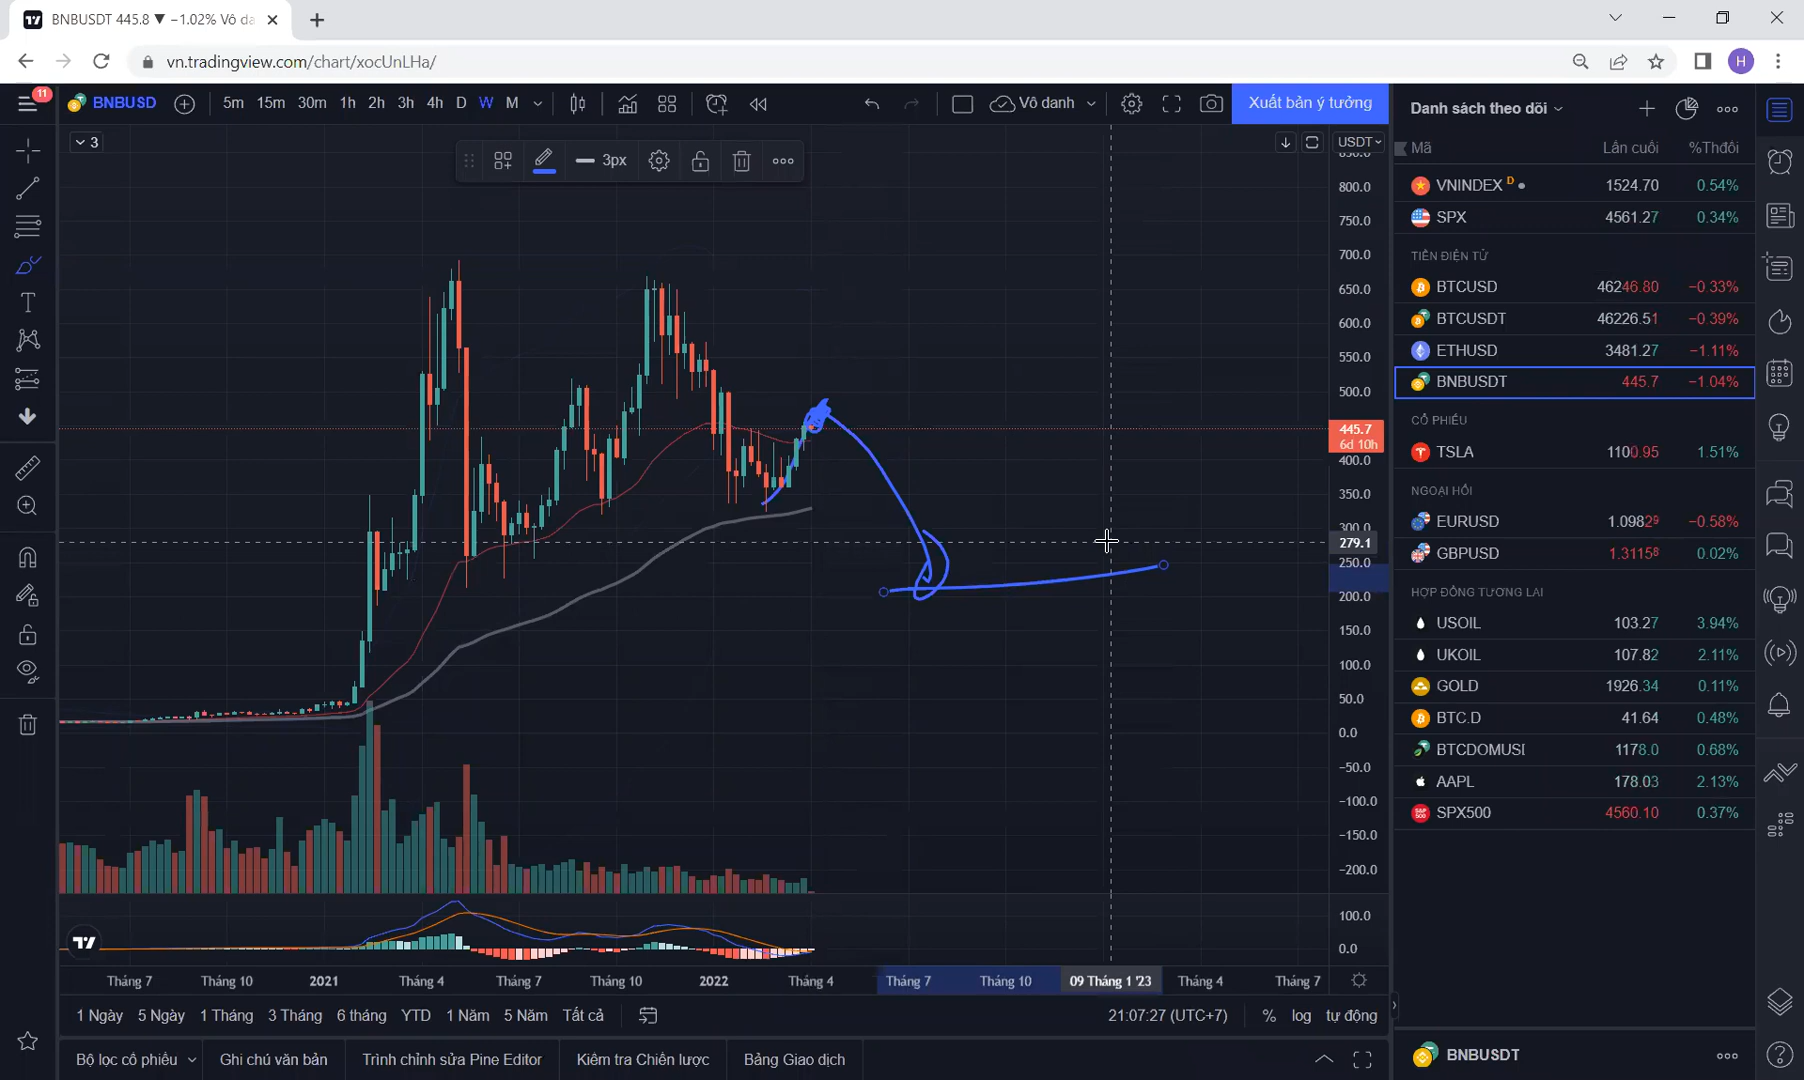 BNBUSDT 445.8 ▼ −1.02% Vô da
vn.tradingview.com/chart/xocUnLHa/
H
11
BNBUSD
5m 15m 30m 1h 2h 3h 4h D W M
Vô danh
Xuất bản ý tưởng
3
3px
USDT
850.0
800.0
750.0
700.0
650.0
600.0
550.0
500.0
445.7
6d 10h
400.0
350.0
300.0
279.1
250.0
200.0
150.0
100.0
50.0
0.0
−50.0
−100.0
−150.0
−200.0
100.0
0.0
Tháng 7 Tháng 10 2021 Tháng 4 Tháng 7 Tháng 10 2022 Tháng 4 Tháng 7 Tháng 10 09 Tháng 1 '23 Tháng 4 Tháng 7
1 Ngày 5 Ngày 1 Tháng 3 Tháng 6 tháng YTD 1 Năm 5 Năm Tất cả
21:07:27 (UTC+7) % log tự động
Bộ lọc cổ phiếu Ghi chú văn bản Trình chỉnh sửa Pine Editor Kiểm tra Chiến lược Bảng Giao dịch
Danh sách theo dõi
Mã Lần cuối %Thđổi
VNINDEX D 1524.70 0.54%
SPX 4561.27 0.34%
TIỀN ĐIỆN TỬ
BTCUSD 46246.80 −0.33%
BTCUSDT 46226.51 −0.39%
ETHUSD 3481.27 −1.11%
BNBUSDT 445.7 −1.04%
CỔ PHIẾU
TSLA 1100.95 1.51%
NGOẠI HỐI
EURUSD 1.09829 −0.58%
GBPUSD 1.31158 0.02%
HỢP ĐỒNG TƯƠNG LAI
USOIL 103.27 3.94%
UKOIL 107.82 2.11%
GOLD 1926.34 0.11%
BTC.D 41.64 0.48%
BTCDOMUSI 1178.0 0.68%
AAPL 178.03 2.13%
SPX500 4560.10 0.37%
BNBUSDT